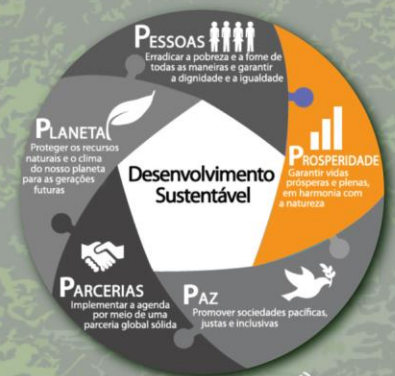 PESSOAS
Erradicar a pobreza e a fome de
todas as maneiras e garantir
a dignidade e a igualdade
PROSPERIDADE
Garantir vidas
prósperas e plenas,
em harmonia com
a natureza
PAZ
Promover sociedades pacíficas,
justas e inclusivas
PARCERIAS
Implementar a agenda
por meio de uma
parceria global sólida
PLANETA
Proteger os recursos
naturais e o clima
do nosso planeta
para as gerações
futuras
Desenvolvimento
Sustentável